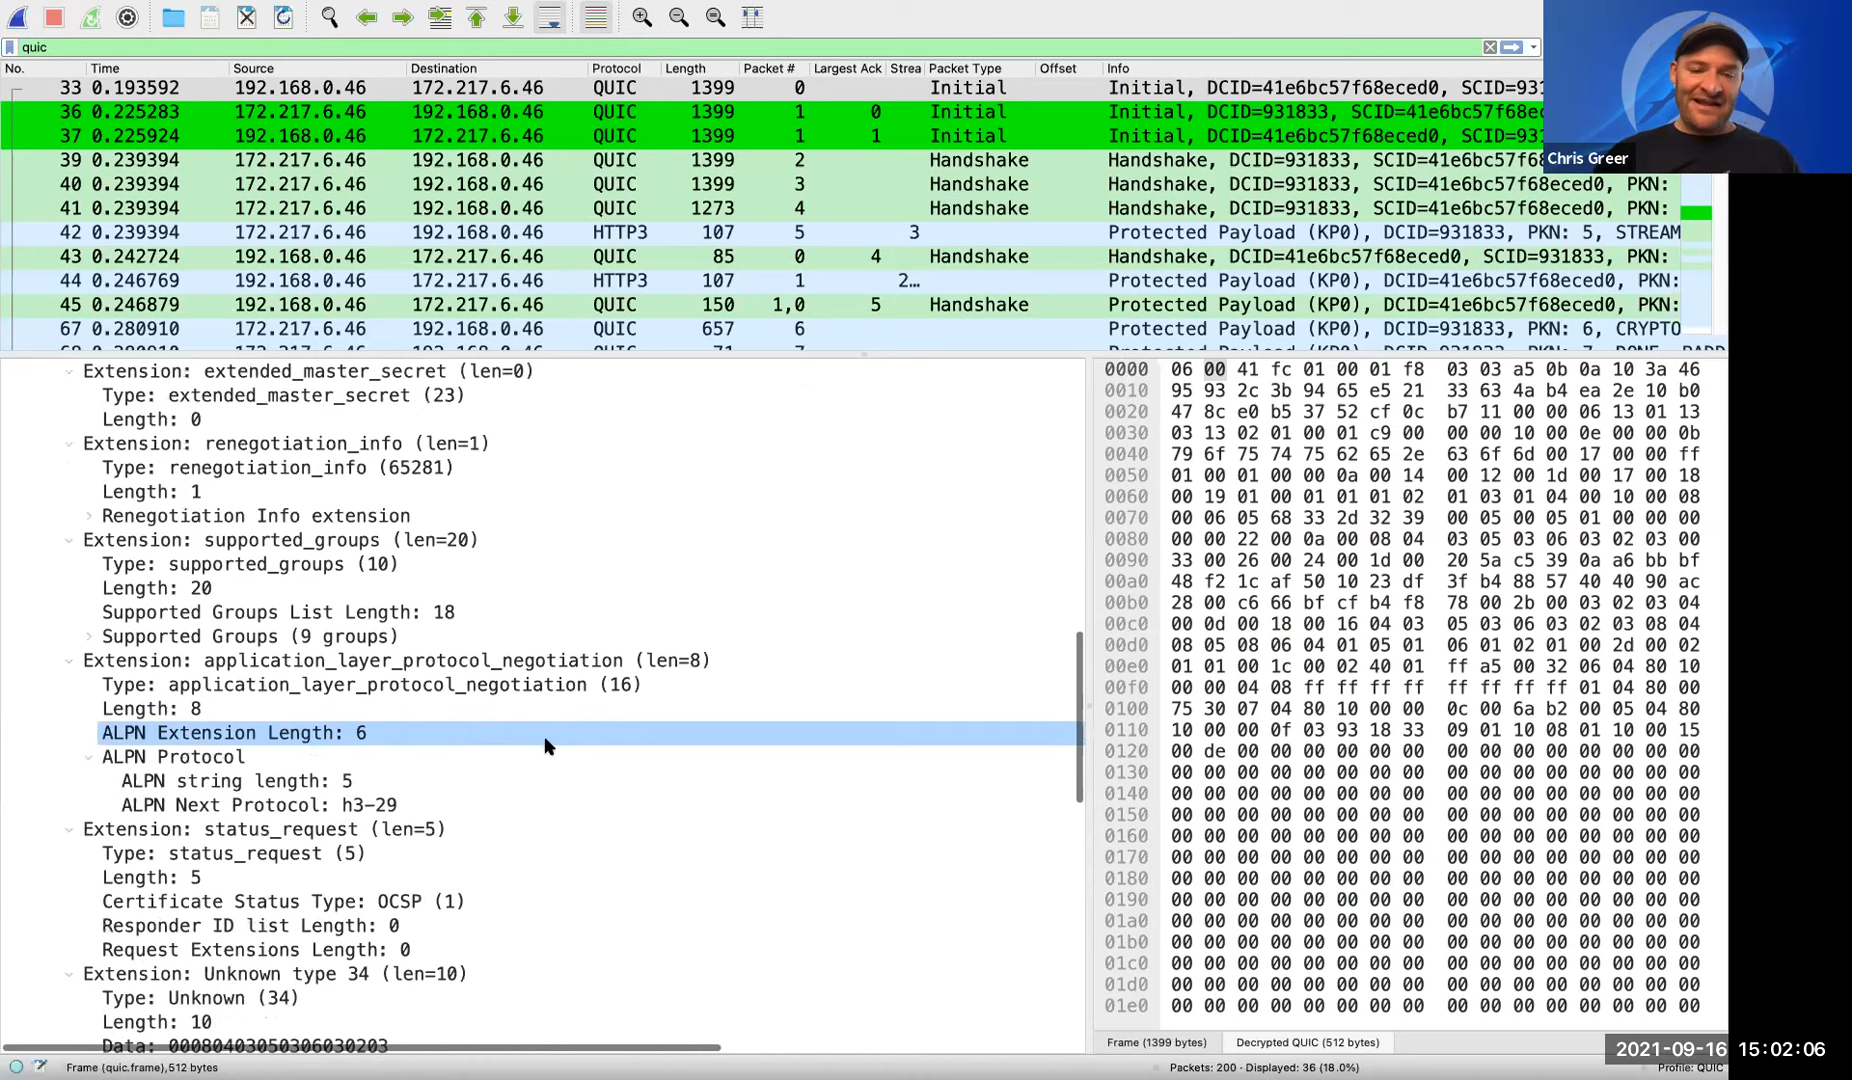 quic
No. Time Source Destination Protocol Length Packet # Largest Ack Strea Packet Type Offset Info
33 0.193592 192.168.0.46 172.217.6.46 QUIC 1399 0 Initial Initial, DCID=41e6bc57f68eced0, SCID=931
36 0.225283 172.217.6.46 192.168.0.46 QUIC 1399 1 0 Initial Initial, DCID=931833, SCID=41e6bc57f68ece
37 0.225924 192.168.0.46 172.217.6.46 QUIC 1399 1 1 Initial Initial, DCID=41e6bc57f68eced0, SCID=931
39 0.239394 172.217.6.46 192.168.0.46 QUIC 1399 2 Handshake Handshake, DCID=931833, SCID=41e6bc57f68
40 0.239394 172.217.6.46 192.168.0.46 QUIC 1399 3 Handshake Handshake, DCID=931833, SCID=41e6bc57f68eced0, PKN:
41 0.239394 172.217.6.46 192.168.0.46 QUIC 1273 4 Handshake Handshake, DCID=931833, SCID=41e6bc57f68eced0, PKN:
42 0.239394 172.217.6.46 192.168.0.46 HTTP3 107 5 3 Protected Payload (KP0), DCID=931833, PKN: 5, STREAM
43 0.242724 192.168.0.46 172.217.6.46 QUIC 85 0 4 Handshake Handshake, DCID=41e6bc57f68eced0, SCID=931833, PKN:
44 0.246769 192.168.0.46 172.217.6.46 HTTP3 107 1 2… Protected Payload (KP0), DCID=41e6bc57f68eced0, PKN:
45 0.246879 192.168.0.46 172.217.6.46 QUIC 150 1,0 5 Handshake Protected Payload (KP0), DCID=41e6bc57f68eced0, PKN:
67 0.280910 172.217.6.46 192.168.0.46 QUIC 657 6 Protected Payload (KP0), DCID=931833, PKN: 6, CRYPTO
Chris Greer
Extension: extended_master_secret (len=0)
Type: extended_master_secret (23)
Length: 0
Extension: renegotiation_info (len=1)
Type: renegotiation_info (65281)
Length: 1
Renegotiation Info extension
Extension: supported_groups (len=20)
Type: supported_groups (10)
Length: 20
Supported Groups List Length: 18
Supported Groups (9 groups)
Extension: application_layer_protocol_negotiation (len=8)
Type: application_layer_protocol_negotiation (16)
Length: 8
ALPN Extension Length: 6
ALPN Protocol
ALPN string length: 5
ALPN Next Protocol: h3-29
Extension: status_request (len=5)
Type: status_request (5)
Length: 5
Certificate Status Type: OCSP (1)
Responder ID list Length: 0
Request Extensions Length: 0
Extension: Unknown type 34 (len=10)
Type: Unknown (34)
Length: 10
Data: 00080403050306030203
0000 06 00 41 fc 01 00 01 f8 03 03 a5 0b 0a 10 3a 46
0010 95 93 2c 3b 94 65 e5 21 33 63 4a b4 ea 2e 10 b0
0020 47 8c e0 b5 37 52 cf 0c b7 11 00 00 06 13 01 13
0030 03 13 02 01 00 01 c9 00 00 00 10 00 0e 00 00 0b
0040 79 6f 75 74 75 62 65 2e 63 6f 6d 00 17 00 00 ff
0050 01 00 01 00 00 0a 00 14 00 12 00 1d 00 17 00 18
0060 00 19 01 00 01 01 01 02 01 03 01 04 00 10 00 08
0070 00 06 05 68 33 2d 32 39 00 05 00 05 01 00 00 00
0080 00 00 22 00 0a 00 08 04 03 05 03 06 03 02 03 00
0090 33 00 26 00 24 00 1d 00 20 5a c5 39 0a a6 bb bf
00a0 48 f2 1c af 50 10 23 df 3f b4 88 57 40 40 90 ac
00b0 28 00 c6 66 bf cf b4 f8 78 00 2b 00 03 02 03 04
00c0 00 0d 00 18 00 16 04 03 05 03 06 03 02 03 08 04
00d0 08 05 08 06 04 01 05 01 06 01 02 01 00 2d 00 02
00e0 01 01 00 1c 00 02 40 01 ff a5 00 32 06 04 80 10
00f0 00 00 04 08 ff ff ff ff ff ff ff ff 01 04 80 00
0100 75 30 07 04 80 10 00 00 0c 00 6a b2 00 05 04 80
0110 10 00 00 0f 03 93 18 33 09 01 10 08 01 10 00 15
0120 00 de 00 00 00 00 00 00 00 00 00 00 00 00 00 00
0130 00 00 00 00 00 00 00 00 00 00 00 00 00 00 00 00
0140 00 00 00 00 00 00 00 00 00 00 00 00 00 00 00 00
0150 00 00 00 00 00 00 00 00 00 00 00 00 00 00 00 00
0160 00 00 00 00 00 00 00 00 00 00 00 00 00 00 00 00
0170 00 00 00 00 00 00 00 00 00 00 00 00 00 00 00 00
0180 00 00 00 00 00 00 00 00 00 00 00 00 00 00 00 00
0190 00 00 00 00 00 00 00 00 00 00 00 00 00 00 00 00
01a0 00 00 00 00 00 00 00 00 00 00 00 00 00 00 00 00
01b0 00 00 00 00 00 00 00 00 00 00 00 00 00 00 00 00
01c0 00 00 00 00 00 00 00 00 00 00 00 00 00 00 00 00
01d0 00 00 00 00 00 00 00 00 00 00 00 00 00 00 00 00
01e0 00 00 00 00 00 00 00 00 00 00 00 00 00 00 00 00
Frame (1399 bytes) Decrypted QUIC (512 bytes)
2021-09-16 15:02:06
Frame (quic.frame),512 bytes Packets: 200 · Displayed: 36 (18.0%) Profile: QUIC